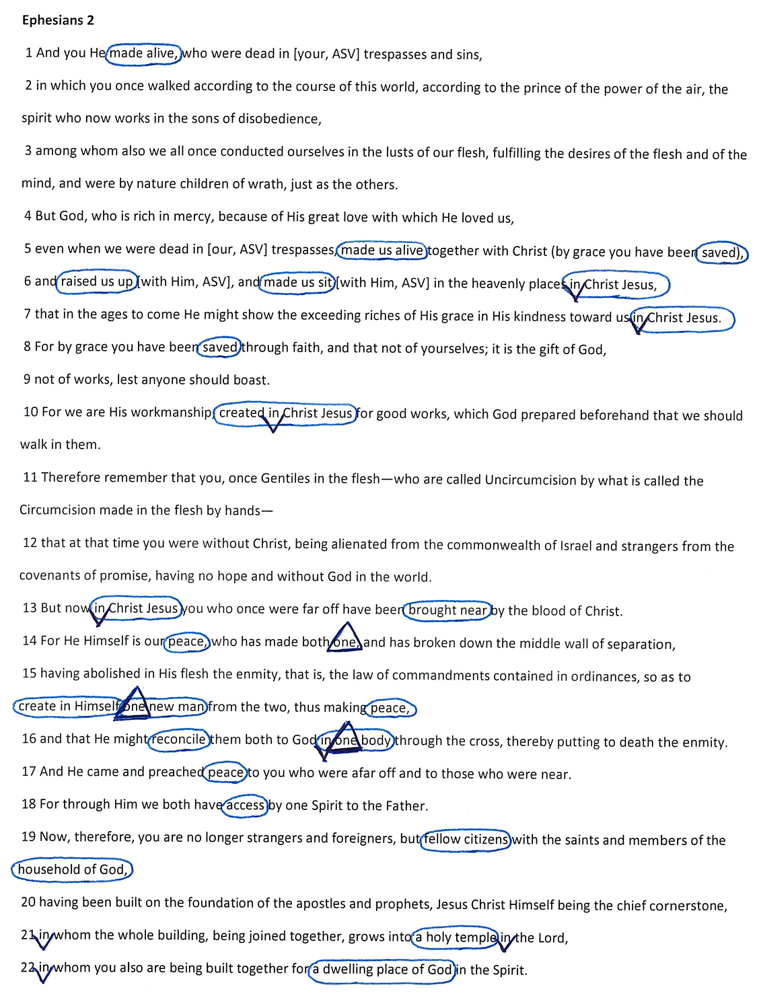 Ephesians 2
1 And you He made alive, who were dead in [your, ASV] trespasses and sins,
2 in which you once walked according to the course of this world, according to the prince of the power of the air, the
spirit who now works in the sons of disobedience,
3 among whom also we all once conducted ourselves in the lusts of our flesh, fulfilling the desires of the flesh and of the
mind, and were by nature children of wrath, just as the others.
4 But God, who is rich in mercy, because of His great love with which He loved us,
5 even when we were dead in [our, ASV] trespasses, made us alive together with Christ (by grace you have been saved),
6 and raised us up [with Him, ASV], and made us sit [with Him, ASV] in the heavenly places in Christ Jesus,
7 that in the ages to come He might show the exceeding riches of His grace in His kindness toward us in Christ Jesus.
8 For by grace you have been saved through faith, and that not of yourselves; it is the gift of God,
9 not of works, lest anyone should boast.
10 For we are His workmanship, created in Christ Jesus for good works, which God prepared beforehand that we should
walk in them.
11 Therefore remember that you, once Gentiles in the flesh—who are called Uncircumcision by what is called the
Circumcision made in the flesh by hands—
12 that at that time you were without Christ, being alienated from the commonwealth of Israel and strangers from the
covenants of promise, having no hope and without God in the world.
13 But now in Christ Jesus you who once were far off have been brought near by the blood of Christ.
14 For He Himself is our peace, who has made both one, and has broken down the middle wall of separation,
15 having abolished in His flesh the enmity, that is, the law of commandments contained in ordinances, so as to
create in Himself one new man from the two, thus making peace,
16 and that He might reconcile them both to God in one body through the cross, thereby putting to death the enmity.
17 And He came and preached peace to you who were afar off and to those who were near.
18 For through Him we both have access by one Spirit to the Father.
19 Now, therefore, you are no longer strangers and foreigners, but fellow citizens with the saints and members of the
household of God,
20 having been built on the foundation of the apostles and prophets, Jesus Christ Himself being the chief cornerstone,
21 in whom the whole building, being joined together, grows into a holy temple in the Lord,
22 in whom you also are being built together for a dwelling place of God in the Spirit.